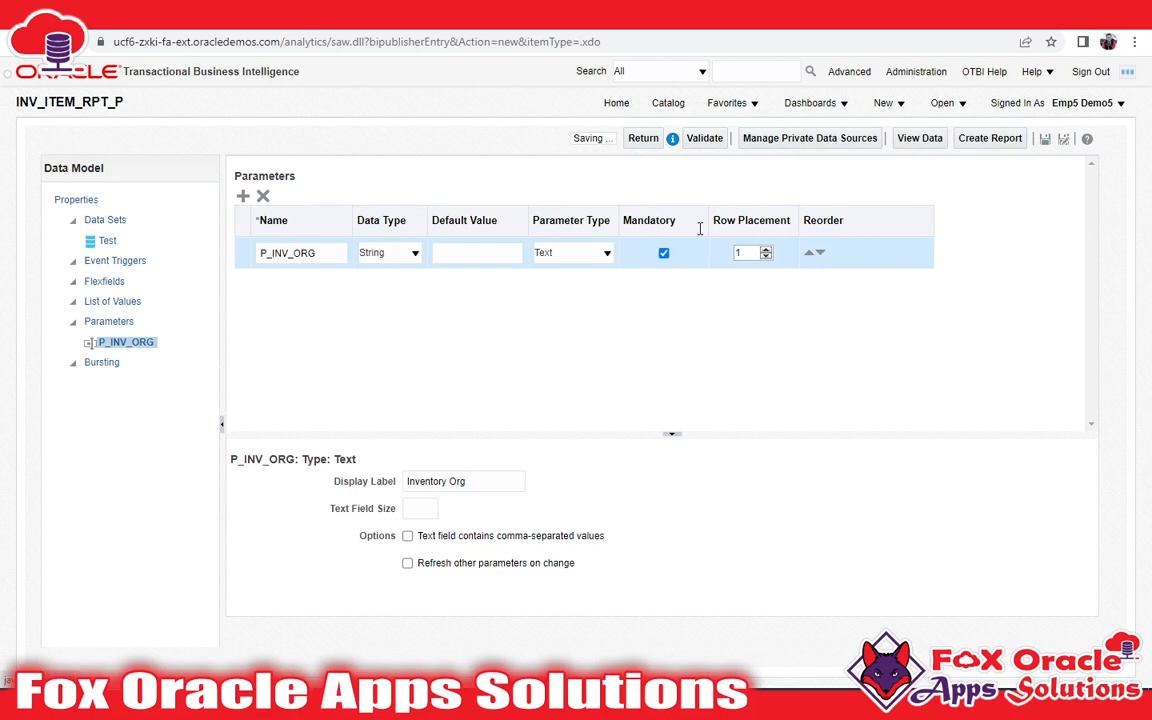 ucf6-zxki-fa-ext.oracledemos.com/analytics/saw.dll?bipublisherEntry&Action=new&itemType=.xdo
ORACLE Transactional Business Intelligence
Search All Advanced Administration OTBI Help Help Sign Out
INV_ITEM_RPT_P
Home Catalog Favorites Dashboards New Open Signed In As Emp5 Demo5
Saving ... Return Validate Manage Private Data Sources View Data Create Report
Data Model
Properties
Data Sets
Test
Event Triggers
Flexfields
List of Values
Parameters
P_INV_ORG
Bursting
Parameters
*Name Data Type Default Value Parameter Type Mandatory Row Placement Reorder
P_INV_ORG String Text 1
P_INV_ORG: Type: Text
Display Label Inventory Org
Text Field Size
Options Text field contains comma-separated values
Refresh other parameters on change
Fox Oracle Apps Solutions
FOX Oracle
Apps Solutions